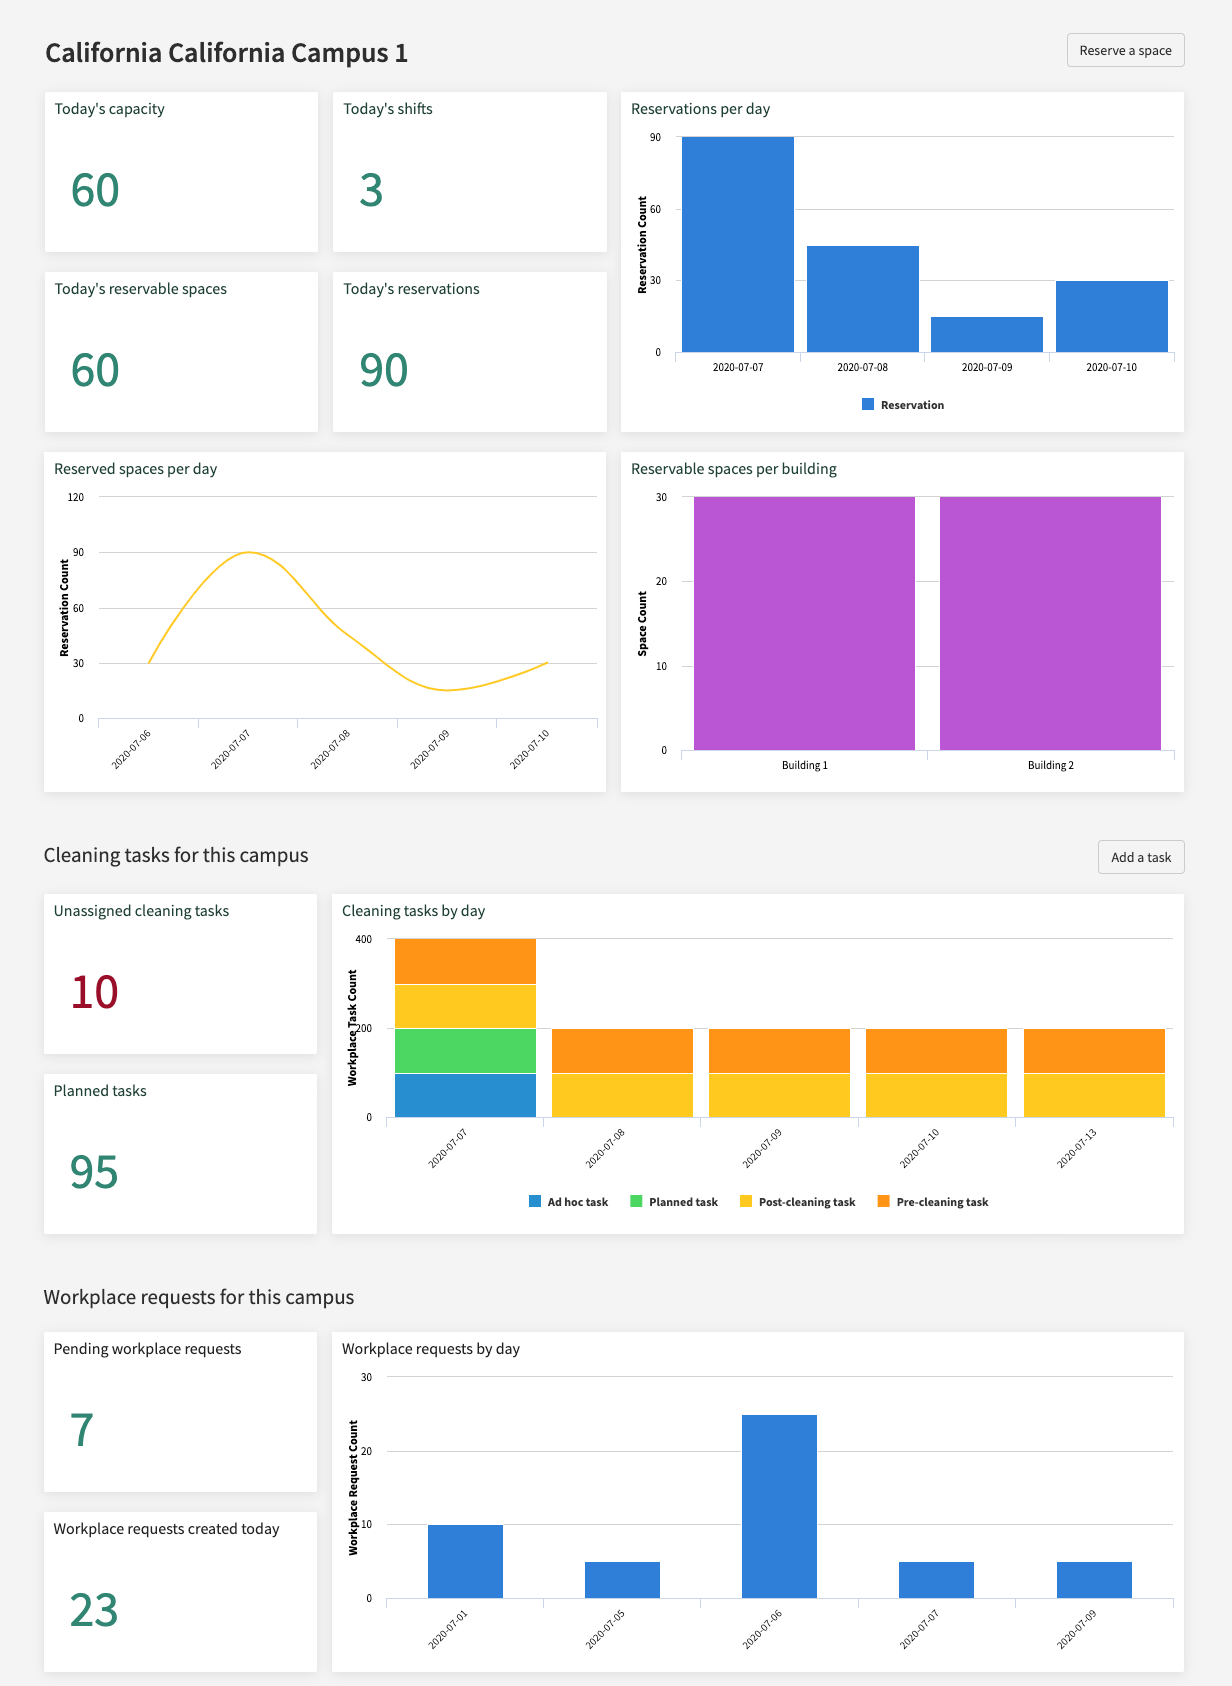 California California Campus 1
Reserve a space
Today's capacity
60
Today's shifts
3
Today's reservable spaces
60
Today's reservations
90
Reservations per day
Reservation Count
90
60
30
0
2020-07-07 2020-07-08 2020-07-09 2020-07-10
Reservation
Reserved spaces per day
Reservation Count
120
90
60
30
0
2020-07-06 2020-07-07 2020-07-08 2020-07-09 2020-07-10
Reservable spaces per building
Space Count
30
20
10
0
Building 1 Building 2
Cleaning tasks for this campus
Add a task
Unassigned cleaning tasks
10
Planned tasks
95
Cleaning tasks by day
Workplace Task Count
400
200
0
2020-07-07 2020-07-08 2020-07-09 2020-07-10 2020-07-13
Ad hoc task Planned task Post-cleaning task Pre-cleaning task
Workplace requests for this campus
Pending workplace requests
7
Workplace requests created today
23
Workplace requests by day
Workplace Request Count
30
20
10
0
2020-07-01 2020-07-05 2020-07-06 2020-07-07 2020-07-09